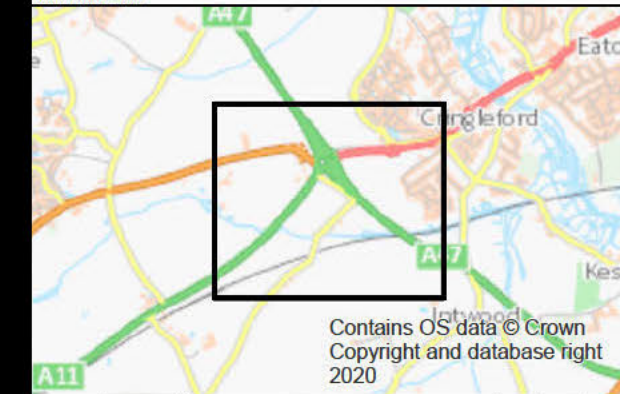 A47
Eato
Cringleford
A47
Kes
Intwood
Contains OS data © Crown
Copyright and database right
2020
A11